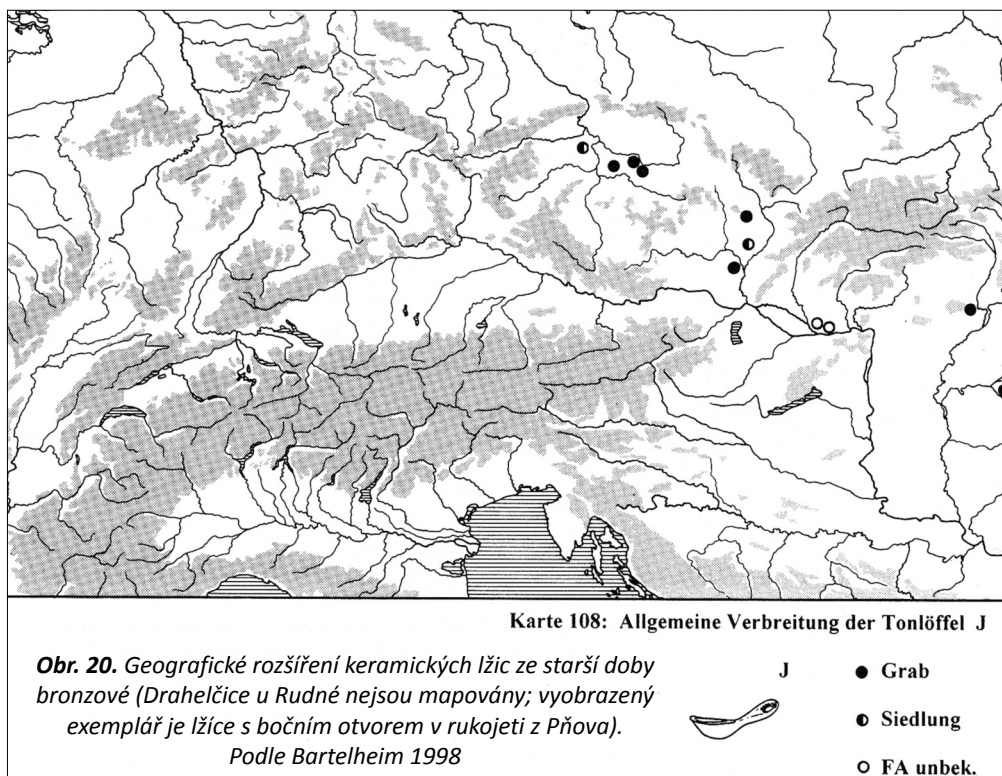 Karte 108: Allgemeine Verbreitung der Tonlöffel J
Obr. 20. Geografické rozšíření keramických lžic ze starší doby
bronzové (Drahelčice u Rudné nejsou mapovány; vyobrazený
exemplář je lžíce s bočním otvorem v rukojeti z Pňova).
Podle Bartelheim 1998
J
Grab
Siedlung
FA unbek.